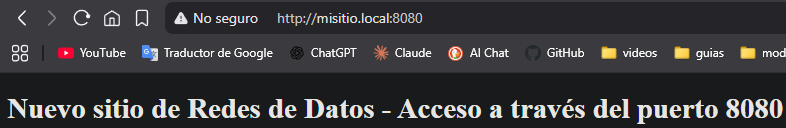 No seguro http://misitio.local:8080
YouTube Traductor de Google ChatGPT Claude AI Chat GitHub videos guias mod
Nuevo sitio de Redes de Datos - Acceso a través del puerto 8080